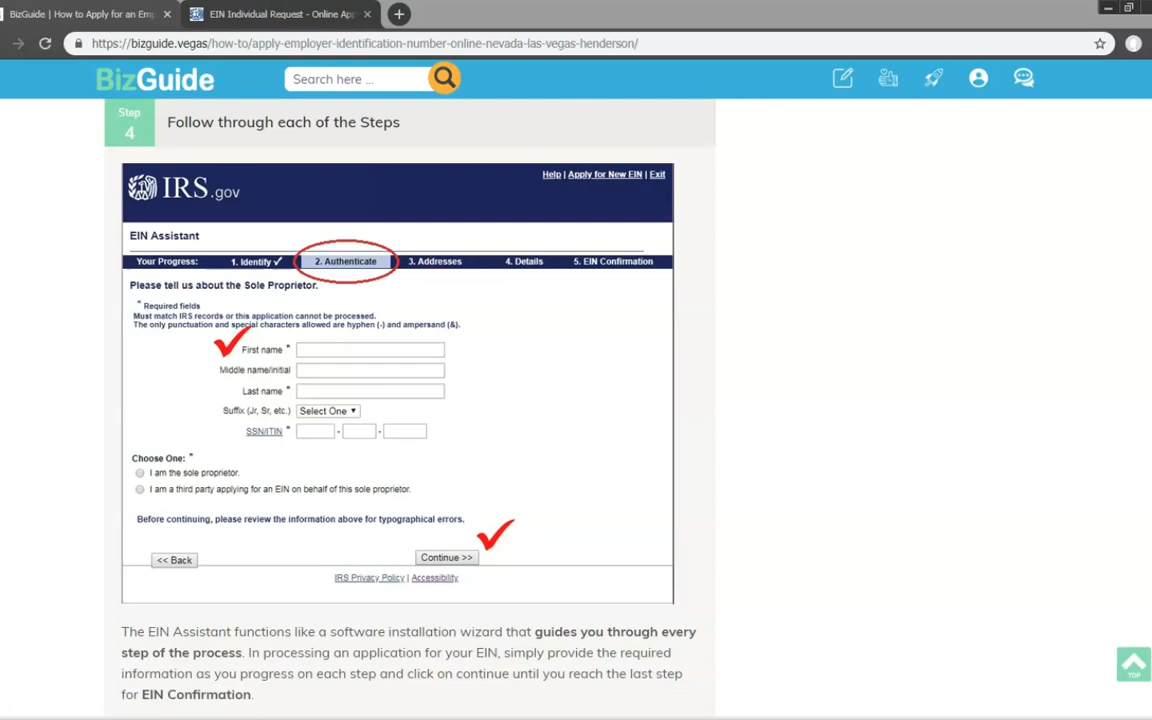 BizGuide | How to Apply for an Emp
EIN Individual Request - Online Ap
https://bizguide.vegas/how-to/apply-employer-identification-number-online-nevada-las-vegas-henderson/
BizGuide
Search here ...
Step
4
Follow through each of the Steps
IRS.gov
Help | Apply for New EIN | Exit
EIN Assistant
Your Progress: 1. Identify ✓ 2. Authenticate 3. Addresses 4. Details 5. EIN Confirmation
Please tell us about the Sole Proprietor.
* Required fields
Must match IRS records or this application cannot be processed.
The only punctuation and special characters allowed are hyphen (-) and ampersand (&).
First name *
Middle name/initial
Last name *
Suffix (Jr, Sr, etc.) Select One
SSN/ITIN * - -
Choose One: *
I am the sole proprietor.
I am a third party applying for an EIN on behalf of this sole proprietor.
Before continuing, please review the information above for typographical errors.
<< Back
Continue >>
IRS Privacy Policy | Accessibility
The EIN Assistant functions like a software installation wizard that guides you through every
step of the process. In processing an application for your EIN, simply provide the required
information as you progress on each step and click on continue until you reach the last step
for EIN Confirmation.
TOP